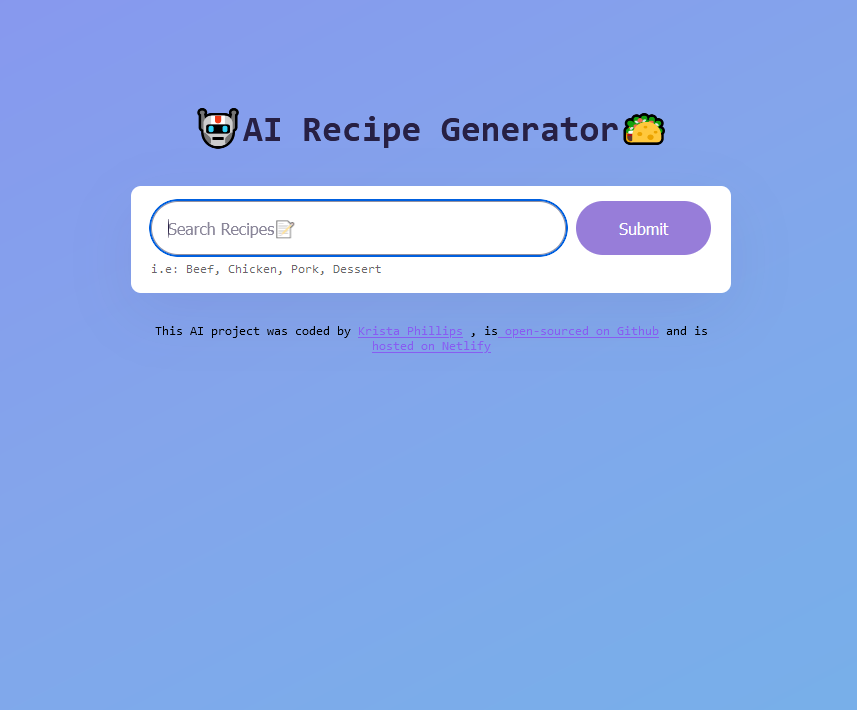 🤖AI Recipe Generator🌮
Search Recipes📝
Submit
i.e: Beef, Chicken, Pork, Dessert
This AI project was coded by Krista Phillips , is open-sourced on Github and is
hosted on Netlify